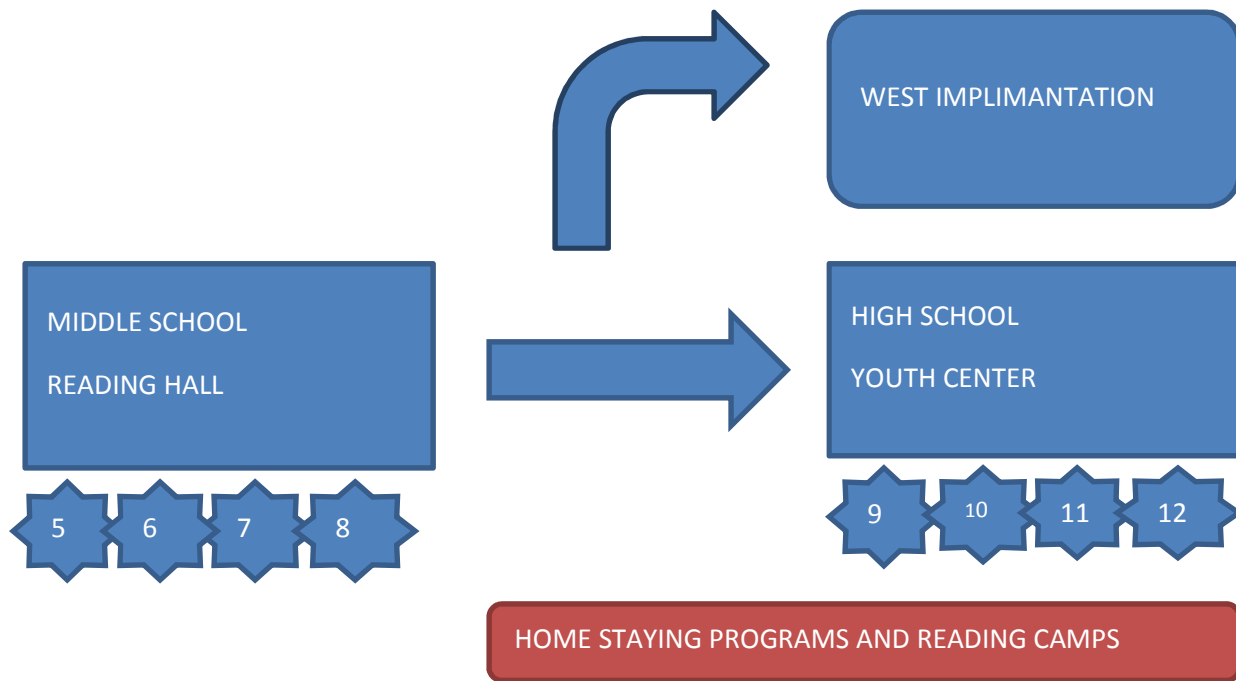 WEST IMPLIMANTATION
MIDDLE SCHOOL
READING HALL
HIGH SCHOOL
YOUTH CENTER
5 6 7 8
9 10 11 12
HOME STAYING PROGRAMS AND READING CAMPS